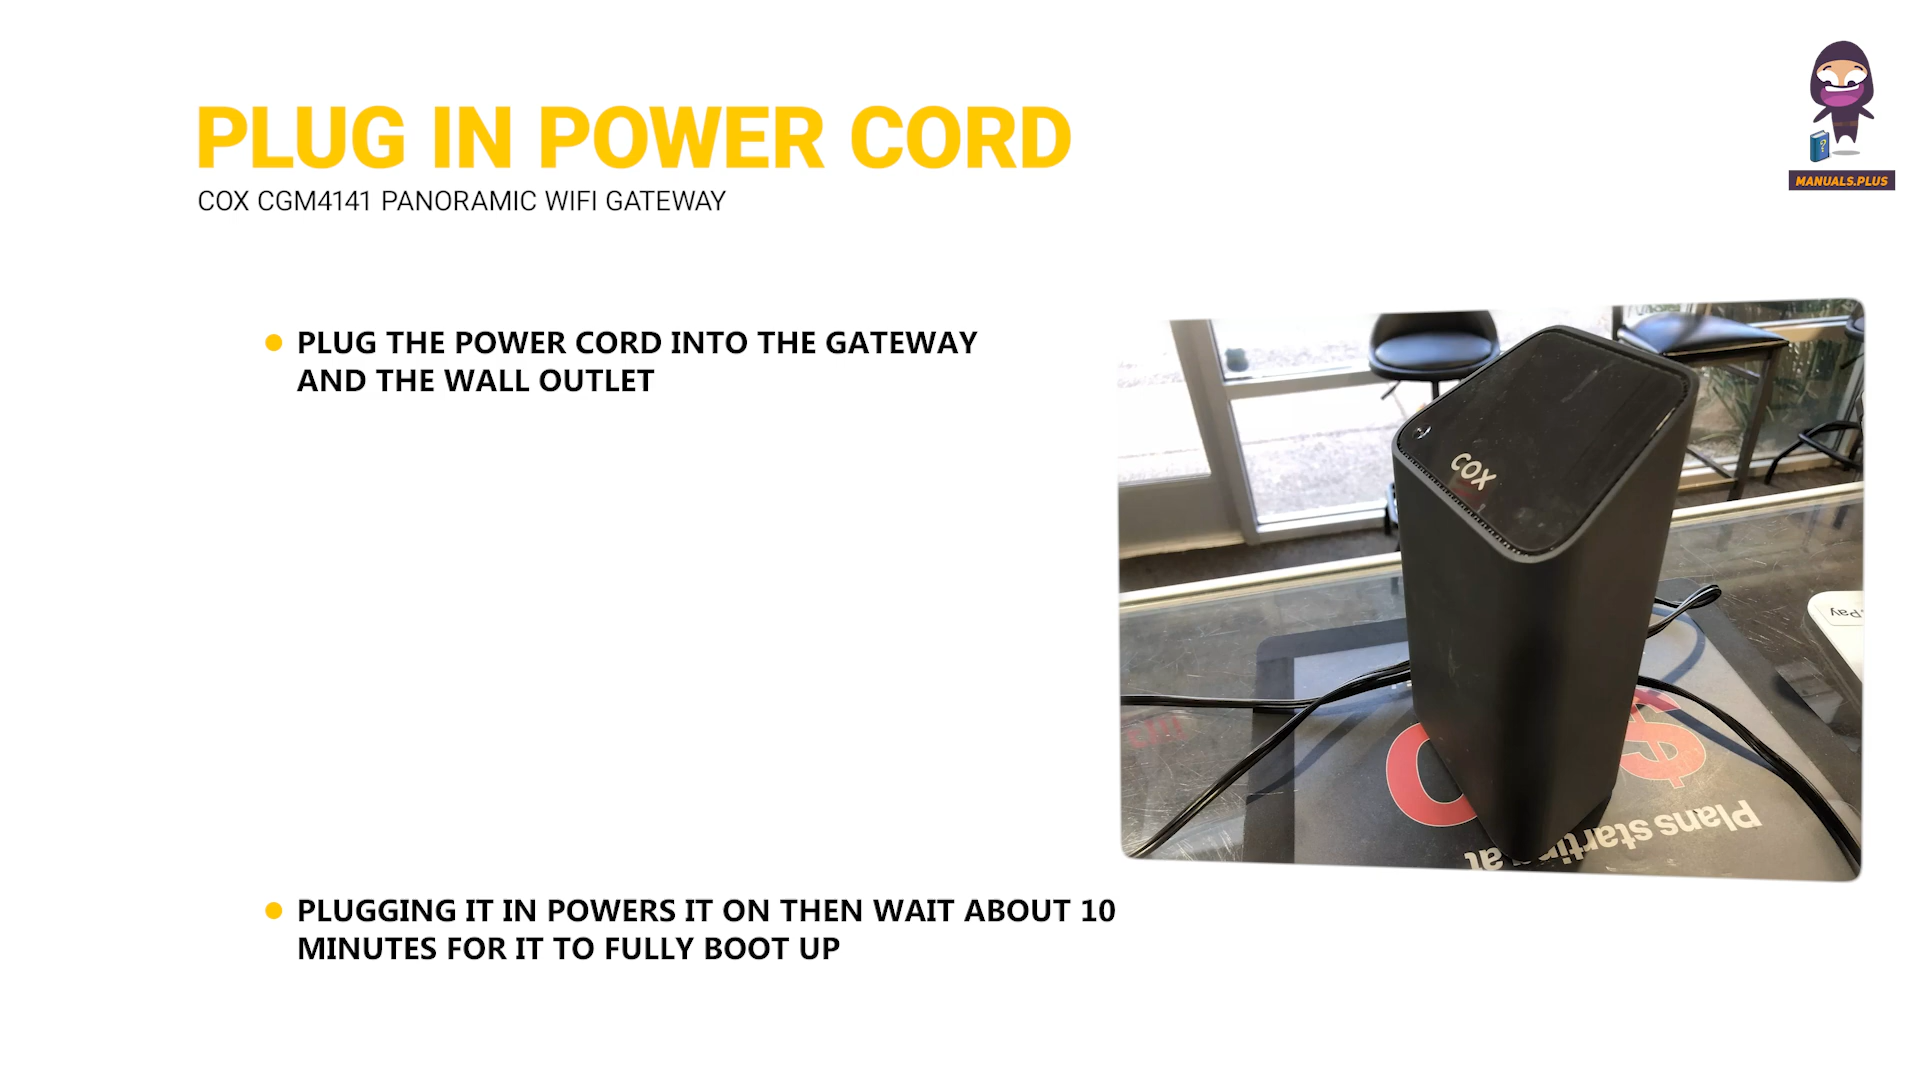 PLUG IN POWER CORD
COX CGM4141 PANORAMIC WIFI GATEWAY
MANUALS.PLUS
PLUG THE POWER CORD INTO THE GATEWAY
AND THE WALL OUTLET
COX
Pay
$
Plans starting at
PLUGGING IT IN POWERS IT ON THEN WAIT ABOUT 10
MINUTES FOR IT TO FULLY BOOT UP